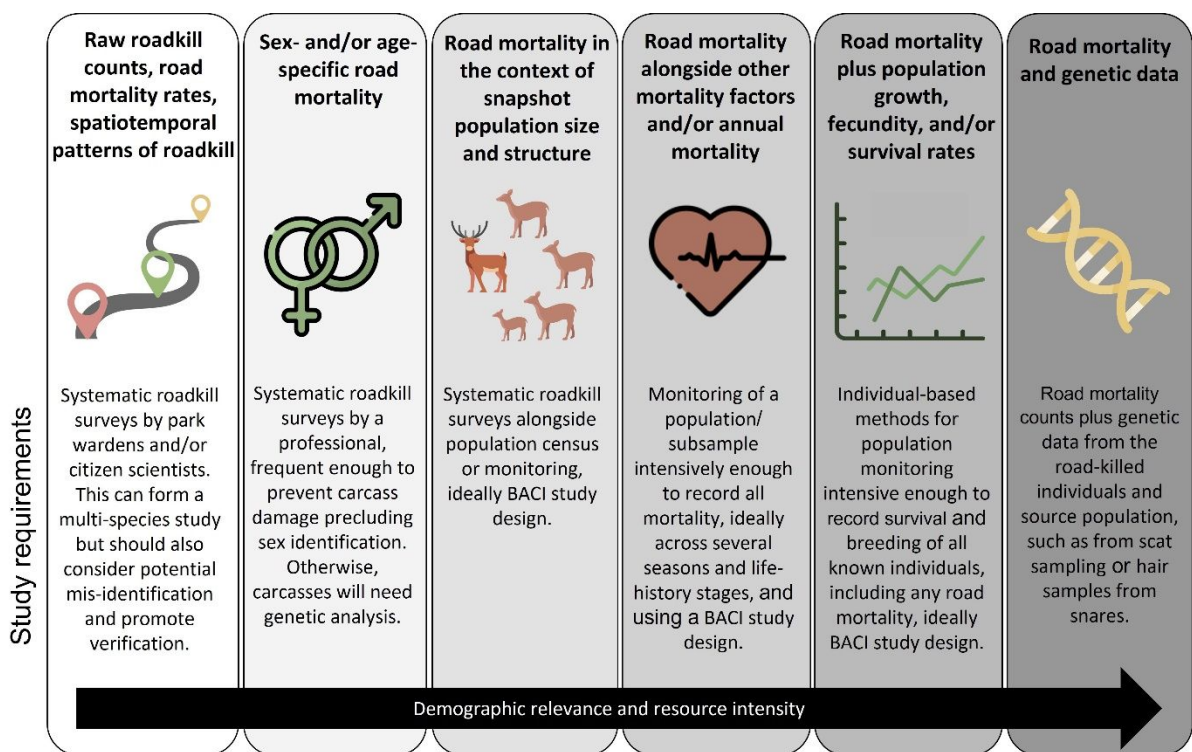 Raw roadkill
counts, road
mortality rates,
spatiotemporal
patterns of roadkill
Systematic roadkill
surveys by park
wardens and/or
citizen scientists.
This can form a
multi-species study
but should also
consider potential
mis-identification
and promote
verification.
Sex- and/or age-
specific road
mortality
Systematic roadkill
surveys by a
professional,
frequent enough to
prevent carcass
damage precluding
sex identification.
Otherwise,
carcasses will need
genetic analysis.
Road mortality in
the context of
snapshot
population size
and structure
Systematic roadkill
surveys alongside
population census
or monitoring,
ideally BACI study
design.
Road mortality
alongside other
mortality factors
and/or annual
mortality
Monitoring of a
population/
subsample
intensively enough
to record all
mortality, ideally
across several
seasons and life-
history stages, and
using a BACI study
design.
Road mortality
plus population
growth,
fecundity, and/or
survival rates
Individual-based
methods for
population
monitoring
intensive enough to
record survival and
breeding of all
known individuals,
including any road
mortality, ideally
BACI study design.
Road mortality
and genetic data
Road mortality
counts plus genetic
data from the
road-killed
individuals and
source population,
such as from scat
sampling or hair
samples from
snares.
Study requirements
Demographic relevance and resource intensity